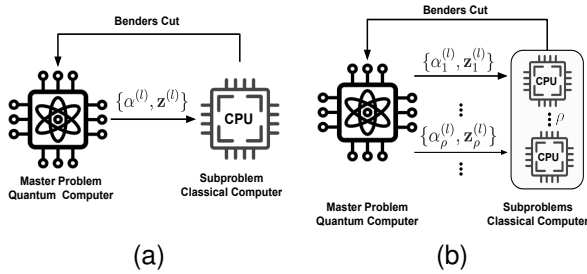 Benders Cut
{α^{(l)}, z^{(l)}}
CPU
Master Problem
Quantum Computer
Subproblem
Classical Computer
(a)
Benders Cut
{α_1^{(l)}, z_1^{(l)}}
⋮
{α_ρ^{(l)}, z_ρ^{(l)}}
⋮
CPU
⋮ ρ
CPU
Master Problem
Quantum Computer
Subproblems
Classical Computer
(b)